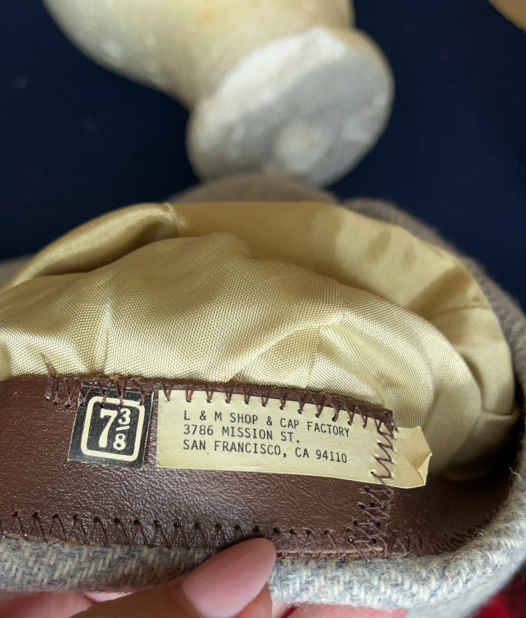 7 3/8
L & M SHOP & CAP FACTORY
3786 MISSION ST.
SAN FRANCISCO, CA 94110